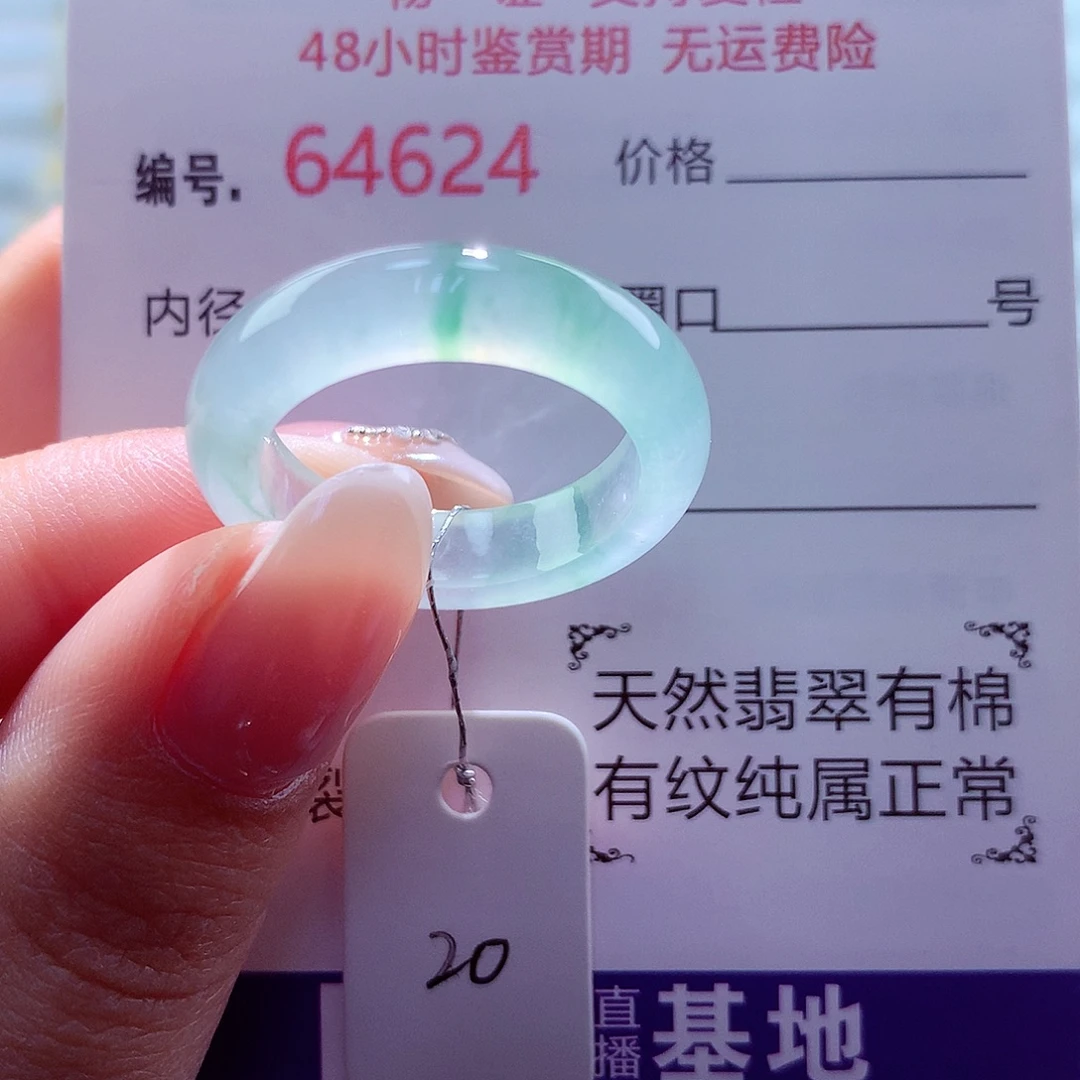 48小时鉴赏期 无运费险
编号. 64624 价格
内径 圈口 号
天然翡翠有棉
有纹纯属正常
20
直播 基地